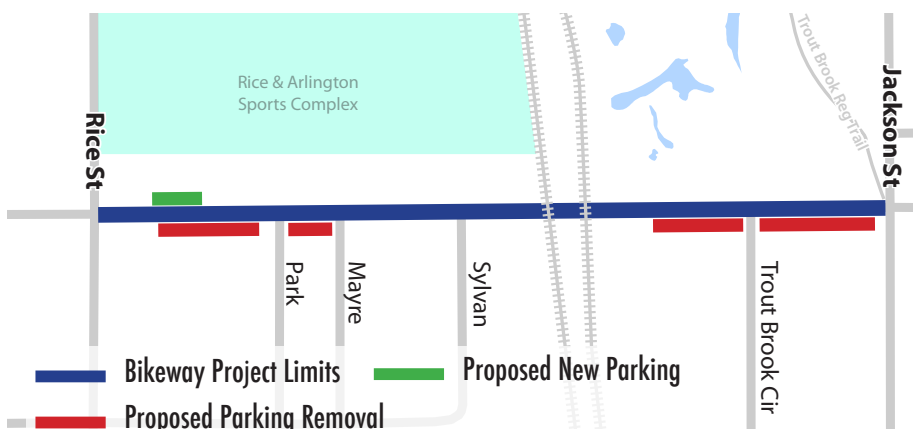 Rice & Arlington
Sports Complex
Trout Brook Reg Trail
Rice St
Jackson St
Park
Mayre
Sylvan
Trout Brook Cir
Bikeway Project Limits
Proposed New Parking
Proposed Parking Removal